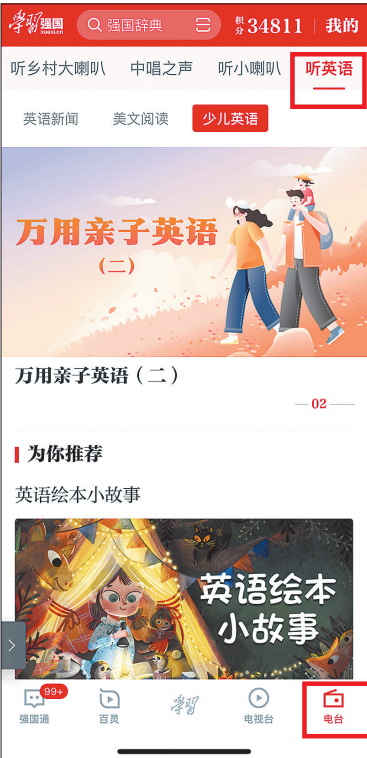 学習 强国
xuexi.cn
强国辞典
积分 34811 我的
听乡村大喇叭 中唱之声 听小喇叭 听英语
英语新闻 美文阅读 少儿英语
万用亲子英语
(二)
万用亲子英语（二）
02
为你推荐
英语绘本小故事
英语绘本
小故事
99+
强国通 百灵 学習 电视台 电台